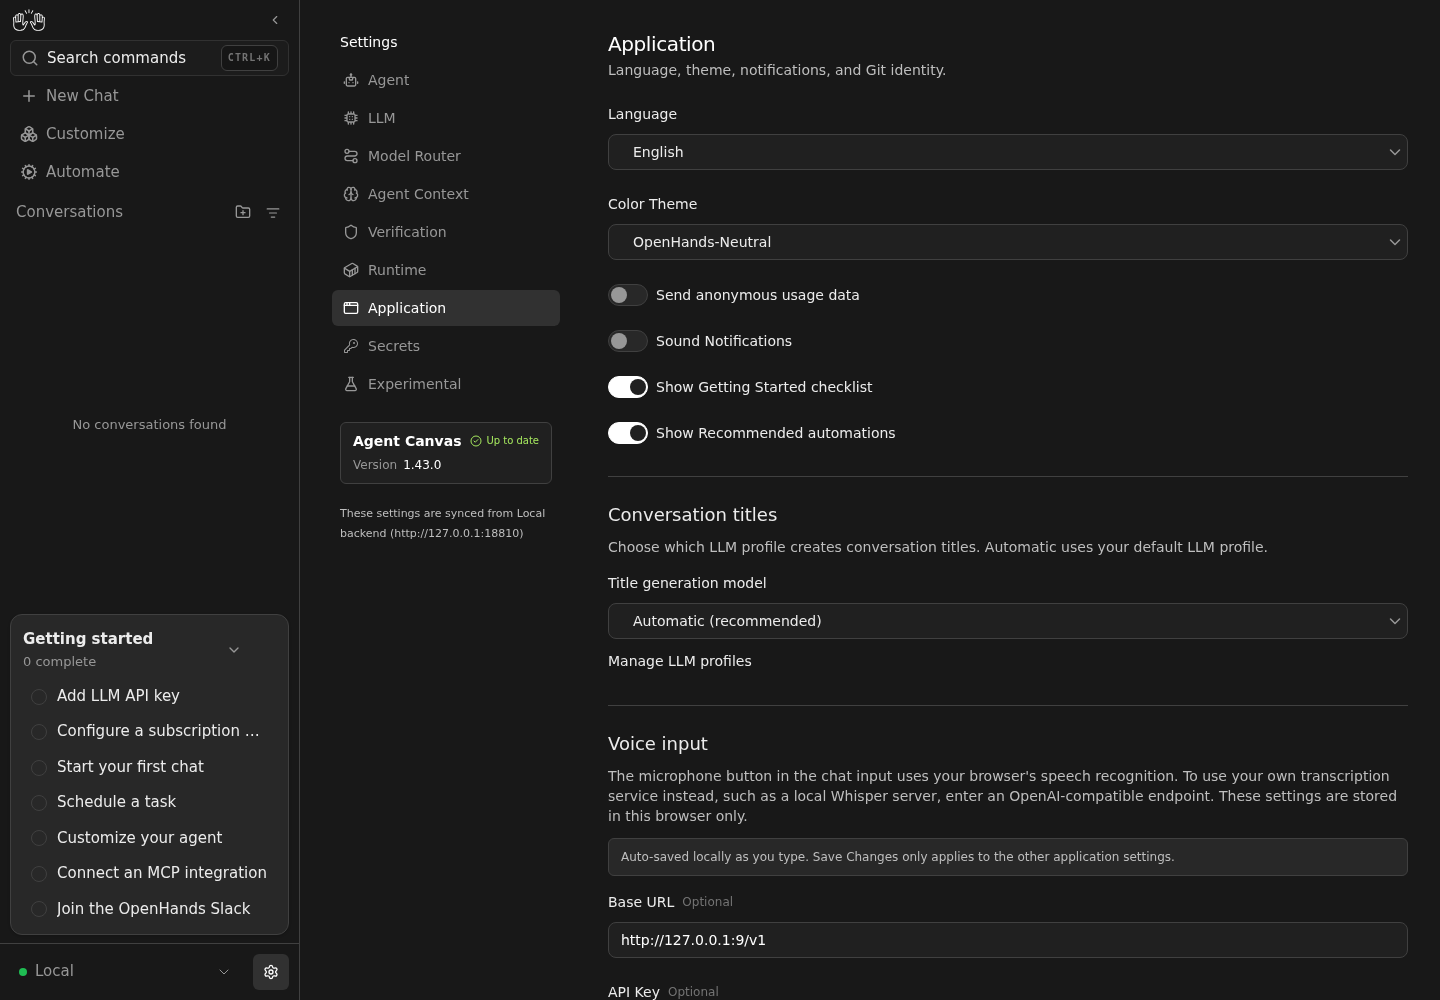 Search commands
CTRL+K
New Chat
Customize
Automate
Conversations
No conversations found
Getting started
0 complete
Add LLM API key
Configure a subscription ...
Start your first chat
Schedule a task
Customize your agent
Connect an MCP integration
Join the OpenHands Slack
Local
Settings
Agent
LLM
Model Router
Agent Context
Verification
Runtime
Application
Secrets
Experimental
Agent Canvas
Up to date
Version 1.43.0
These settings are synced from Local
backend (http://127.0.0.1:18810)
Application
Language, theme, notifications, and Git identity.
Language
English
Color Theme
OpenHands-Neutral
Send anonymous usage data
Sound Notifications
Show Getting Started checklist
Show Recommended automations
Conversation titles
Choose which LLM profile creates conversation titles. Automatic uses your default LLM profile.
Title generation model
Automatic (recommended)
Manage LLM profiles
Voice input
The microphone button in the chat input uses your browser's speech recognition. To use your own transcription
service instead, such as a local Whisper server, enter an OpenAI-compatible endpoint. These settings are stored
in this browser only.
Auto-saved locally as you type. Save Changes only applies to the other application settings.
Base URL Optional
http://127.0.0.1:9/v1
API Key Optional